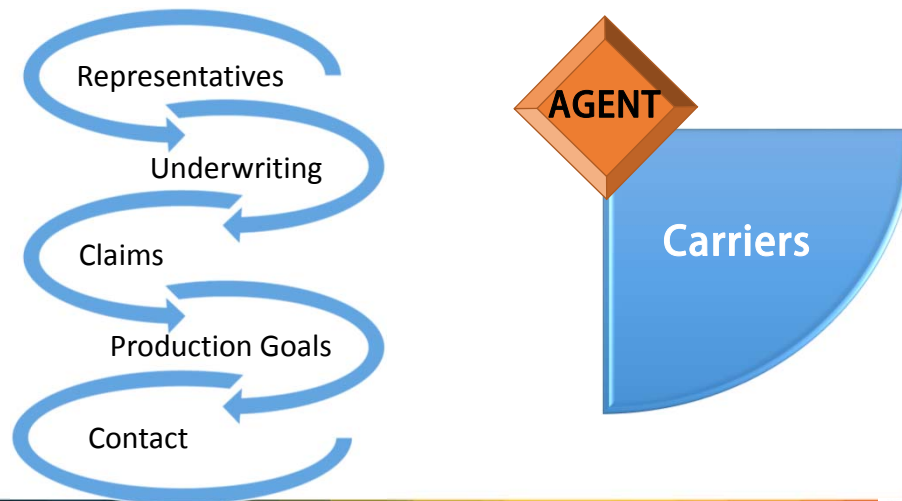 Representatives
Underwriting
Claims
Production Goals
Contact
AGENT
Carriers